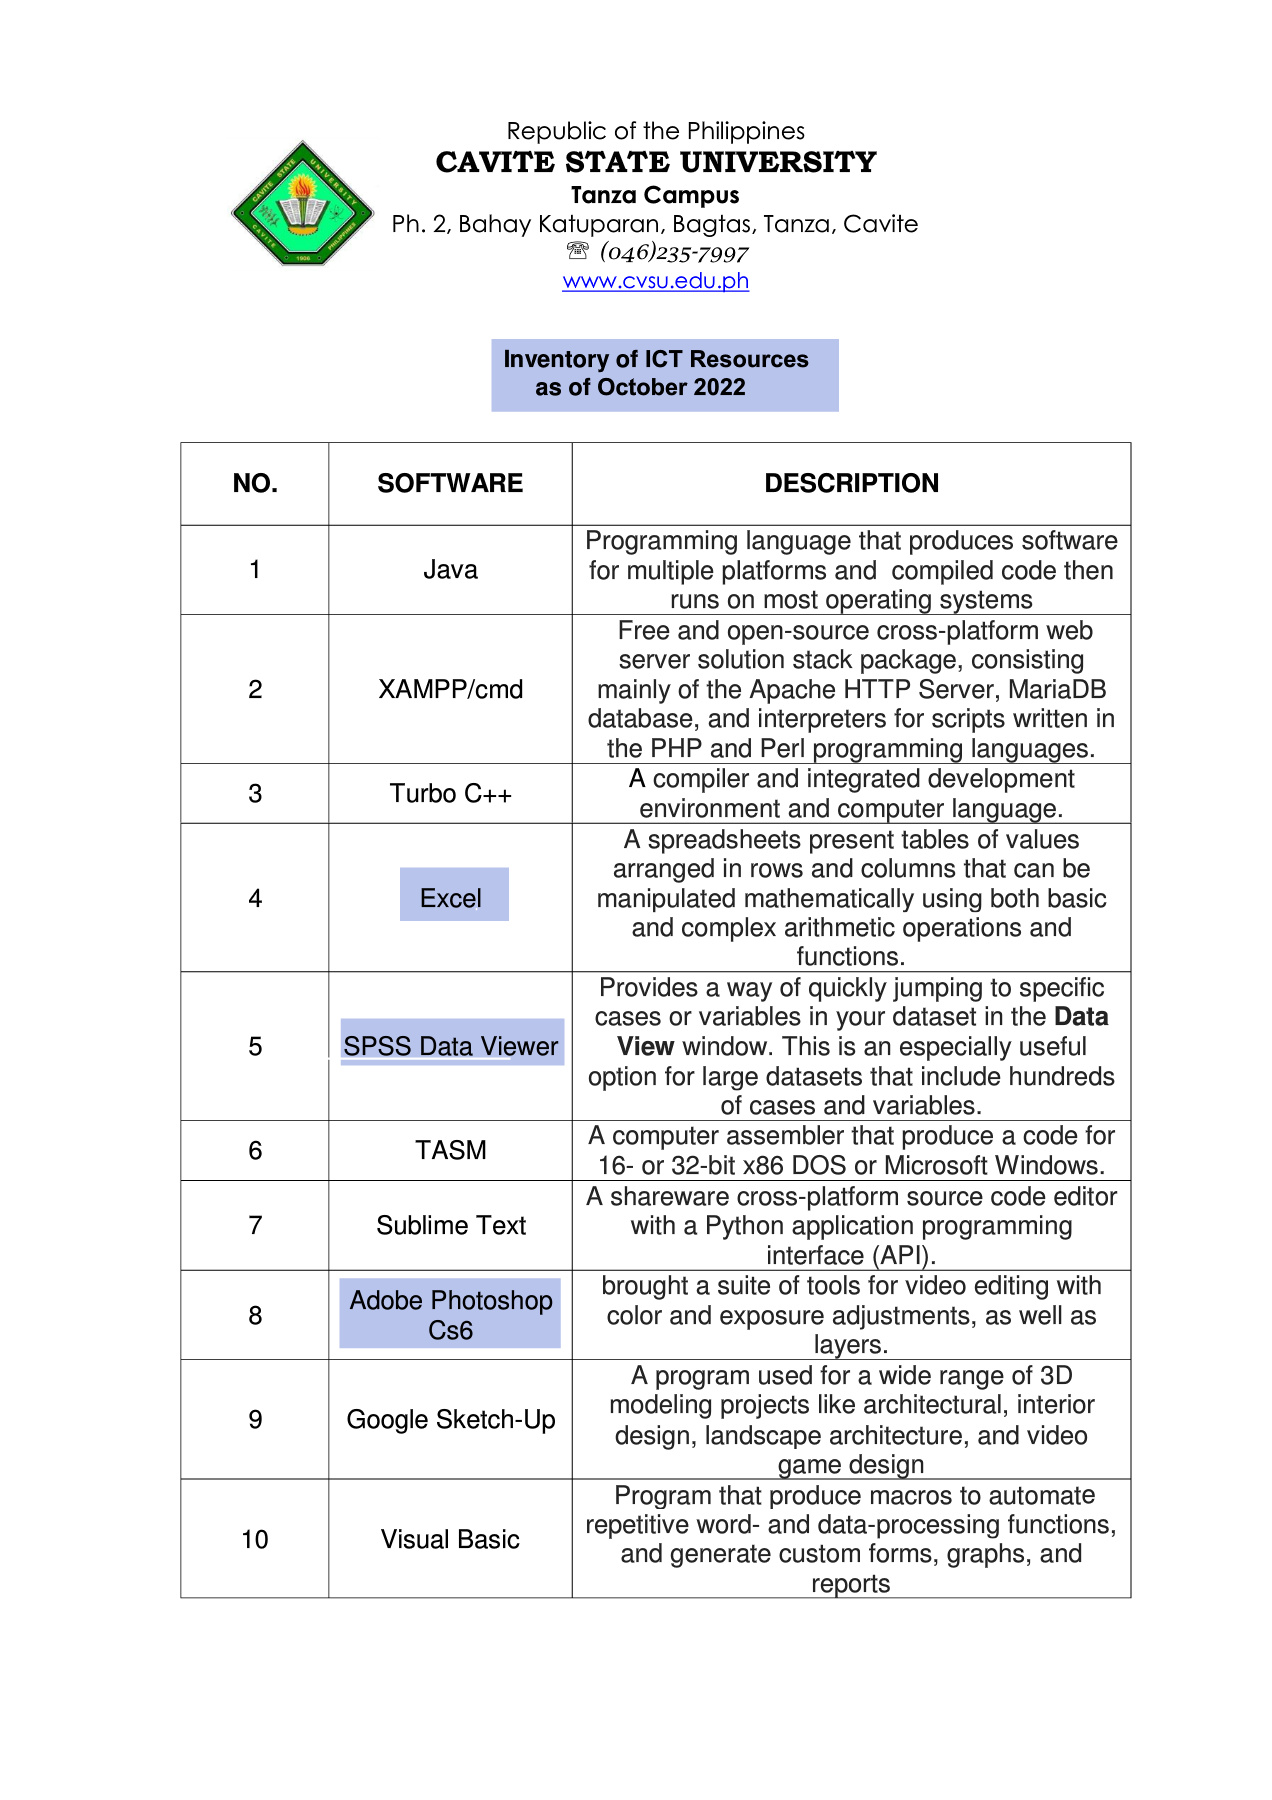 Republic of the Philippines
CAVITE STATE UNIVERSITY
Tanza Campus
Ph. 2, Bahay Katuparan, Bagtas, Tanza, Cavite
☏ (046)235-7997
www.cvsu.edu.ph
CAVITE STATE UNIVERSITY
CAVITE PHILIPPINES
1906
Inventory of ICT Resources
as of October 2022
NO. SOFTWARE DESCRIPTION
1 Java Programming language that produces software
for multiple platforms and compiled code then
runs on most operating systems
2 XAMPP/cmd Free and open-source cross-platform web
server solution stack package, consisting
mainly of the Apache HTTP Server, MariaDB
database, and interpreters for scripts written in
the PHP and Perl programming languages.
3 Turbo C++ A compiler and integrated development
environment and computer language.
4 Excel A spreadsheets present tables of values
arranged in rows and columns that can be
manipulated mathematically using both basic
and complex arithmetic operations and
functions.
5 SPSS Data Viewer Provides a way of quickly jumping to specific
cases or variables in your dataset in the Data
View window. This is an especially useful
option for large datasets that include hundreds
of cases and variables.
6 TASM A computer assembler that produce a code for
16- or 32-bit x86 DOS or Microsoft Windows.
7 Sublime Text A shareware cross-platform source code editor
with a Python application programming
interface (API).
8 Adobe Photoshop
Cs6 brought a suite of tools for video editing with
color and exposure adjustments, as well as
layers.
9 Google Sketch-Up A program used for a wide range of 3D
modeling projects like architectural, interior
design, landscape architecture, and video
game design
10 Visual Basic Program that produce macros to automate
repetitive word- and data-processing functions,
and generate custom forms, graphs, and
reports